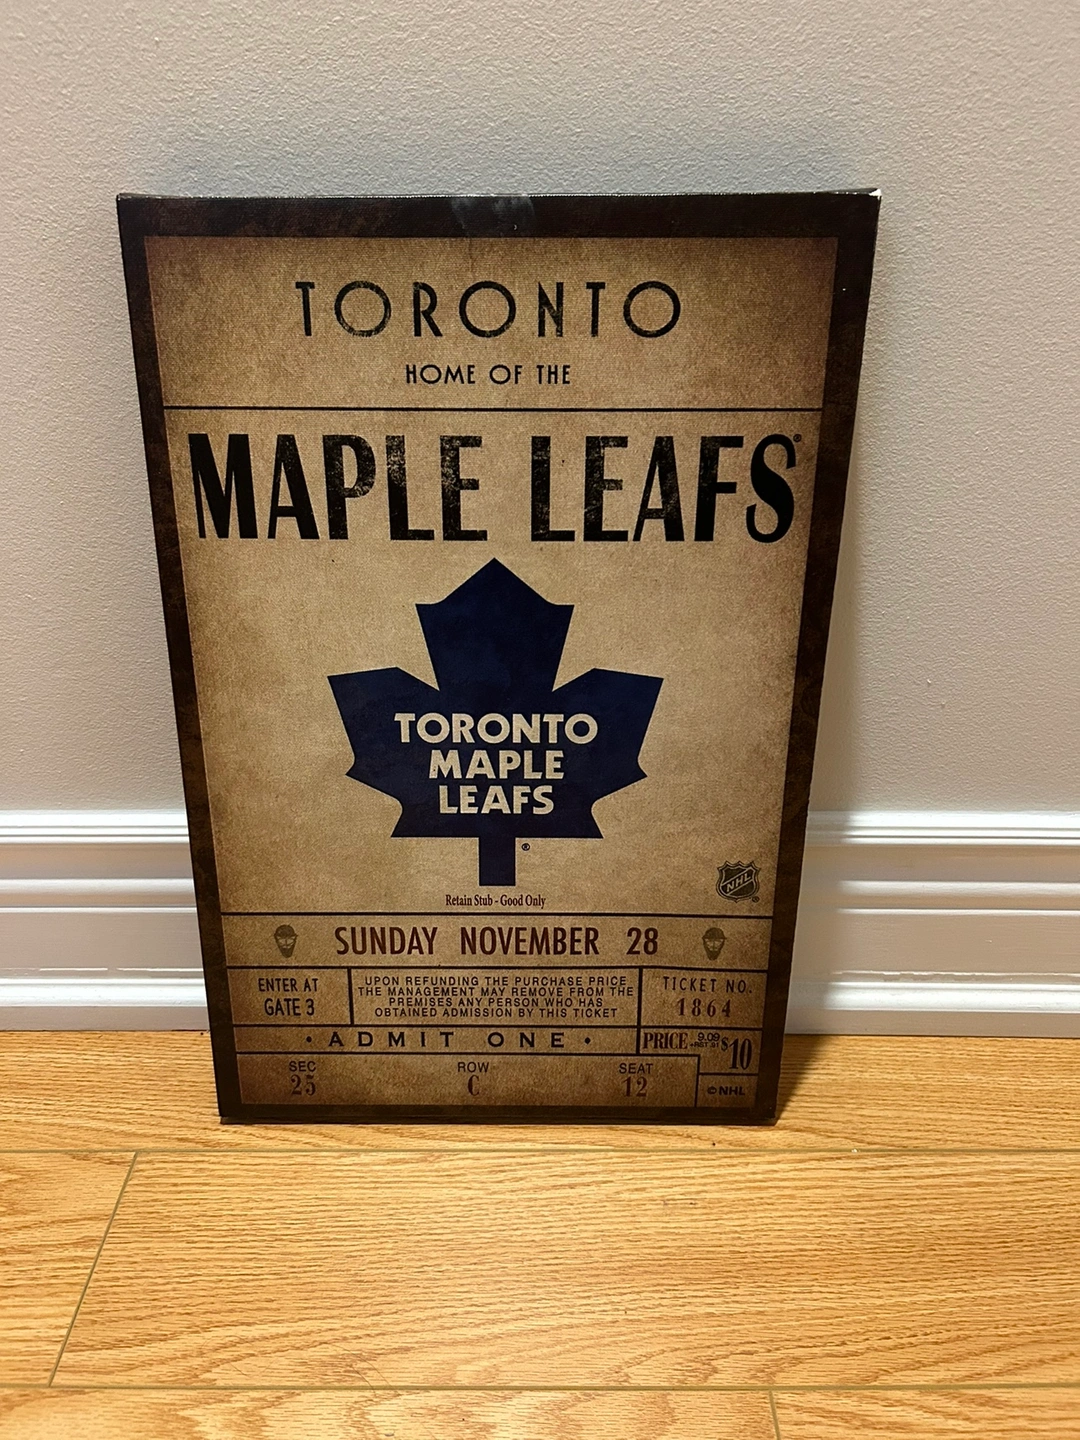 TORONTO
HOME OF THE
MAPLE LEAFS®
TORONTO
MAPLE
LEAFS
®
NHL
®
Retain Stub - Good Only
SUNDAY NOVEMBER 28
ENTER AT
GATE 3
UPON REFUNDING THE PURCHASE PRICE
THE MANAGEMENT MAY REMOVE FROM THE
PREMISES ANY PERSON WHO HAS
OBTAINED ADMISSION BY THIS TICKET
TICKET NO.
1864
• ADMIT ONE •
PRICE 9.09 $10
SEC
25
ROW
C
SEAT
12
©NHL